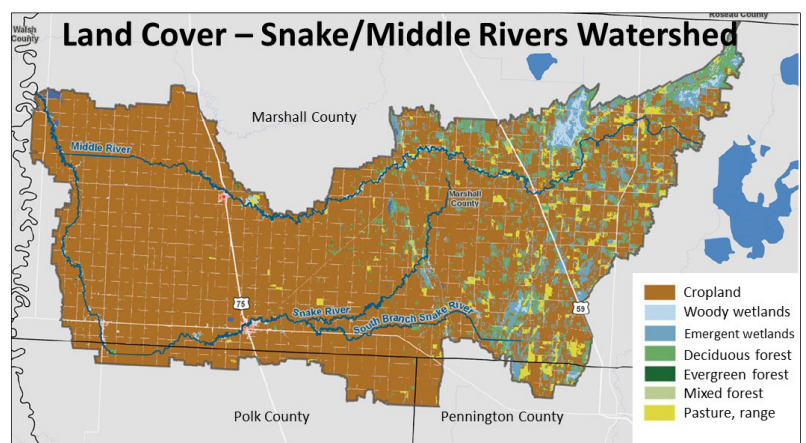 Roseau County
Walsh
County
Land Cover – Snake/Middle Rivers Watershed
Marshall County
Middle River
Marshall
County
75
Snake River
South Branch Snake River
59
Cropland
Woody wetlands
Emergent wetlands
Deciduous forest
Evergreen forest
Mixed forest
Pasture, range
Polk County
Pennington County